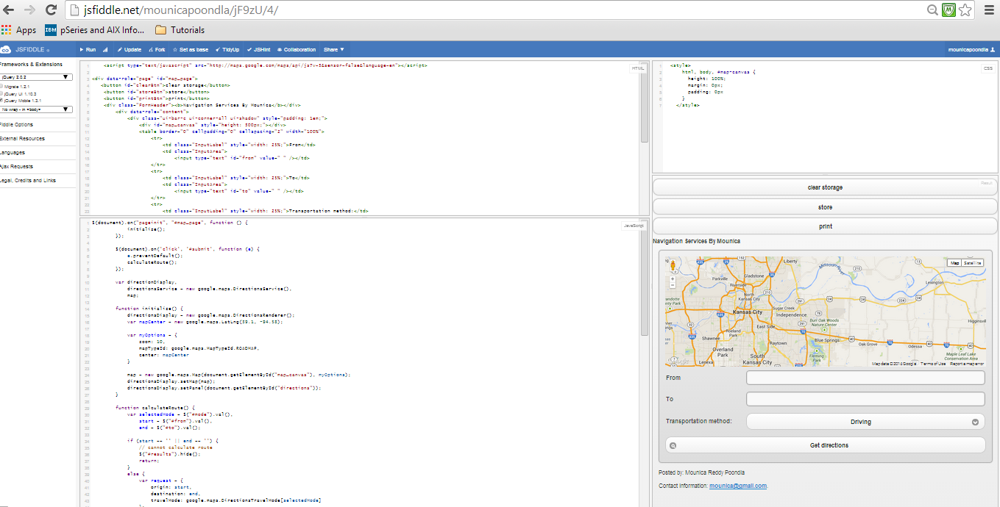 jsfiddle.net/mounicapoondla/jF9zU/4/
Apps IBM pSeries and AIX Info... Tutorials
JSFIDDLE Run Update Fork Set as base TidyUp JSHint Collaboration Share mounicapoondla
Frameworks & Extensions
jQuery 2.0.2
Migrate 1.2.1
jQuery UI 1.10.3
jQuery Mobile 1.3.1
No wrap - in <body>
Fiddle Options
External Resources
Languages
Ajax Requests
Legal, Credits and Links
HTML
<script type="text/javascript" src="http://maps.google.com/maps/api/js?v=3&sensor=false&language=en"></script>
<div data-role="page" id="map_page">
<button id="clearBtn">clear storage</button>
<button id="storeBtn">store</button>
<button id="printBtn">print</button>
<div class="FormHeader"><b>Navigation Services By Mounica</b></div>
<div data-role="content">
<div class="ui-bar-c ui-corner-all ui-shadow" style="padding: 1em;">
<div id="map_canvas" style="height: 300px;"></div>
<table border="0" cellpadding="0" cellspacing="2" width="100%">
<tr>
<td class="InputLabel" style="width: 25%;">From</td>
<td class="InputArea">
<input type="text" id="from" value=" " /></td>
</tr>
<tr>
<td class="InputLabel" style="width: 25%;">To</td>
<td class="InputArea">
<input type="text" id="to" value=" " /></td>
</tr>
<tr>
<td class="InputLabel" style="width: 25%;">Transportation method:</td>
JavaScript
$(document).on("pageinit", "#map_page", function () {
initialize();
});
$(document).on('click', '#submit', function (e) {
e.preventDefault();
calculateRoute();
});
var directionDisplay,
directionsService = new google.maps.DirectionsService(),
map;
function initialize() {
directionsDisplay = new google.maps.DirectionsRenderer();
var mapCenter = new google.maps.LatLng(39.1, -94.58);
var myOptions = {
zoom: 10,
mapTypeId: google.maps.MapTypeId.ROADMAP,
center: mapCenter
}
map = new google.maps.Map(document.getElementById("map_canvas"), myOptions);
directionsDisplay.setMap(map);
directionsDisplay.setPanel(document.getElementById("directions"));
}
function calculateRoute() {
var selectedMode = $("#mode").val(),
start = $("#from").val(),
end = $("#to").val();
if (start == '' || end == '') {
// cannot calculate route
$("#results").hide();
return;
}
else {
var request = {
origin: start,
destination: end,
travelMode: google.maps.DirectionsTravelMode[selectedMode]
CSS
<style>
html, body, #map-canvas {
height: 100%;
margin: 0px;
padding: 0px
}
</style>
Result
clear storage
store
print
Navigation Services By Mounica
Map Satellite
Liberty
Missouri River
Parkville
Gladstone
Riverside
Lexington
North Kansas City
Sugar Creek
Kansas City
Independence
Burr Oak Woods Nature Center
East Side
Higginsvil
Shawnee
Roeland Park
Raytown
Blue Springs
Oak Grove
Odessa
Overland Park
Fleming Park
Maple Leaf Lake Conservation Area
Lenexa
South Kansas City
Map data ©2014 Google Terms of Use Report a map error
From
To
Transportation method: Driving
Get directions
Posted by: Mounica Reddy Poondla
Contact information: mounica@gmail.com.